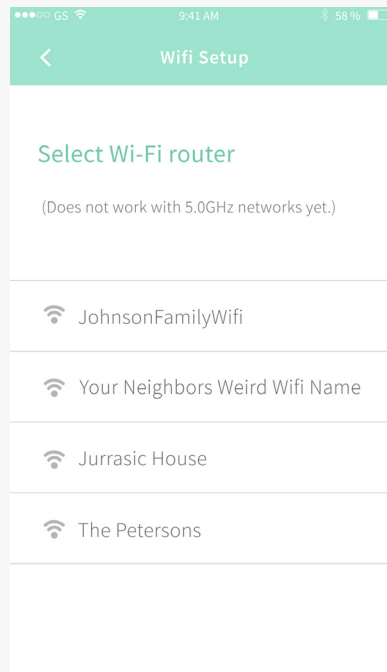 GS 9:41 AM 58 %
Wifi Setup
Select Wi-Fi router
(Does not work with 5.0GHz networks yet.)
JohnsonFamilyWifi
Your Neighbors Weird Wifi Name
Jurrasic House
The Petersons